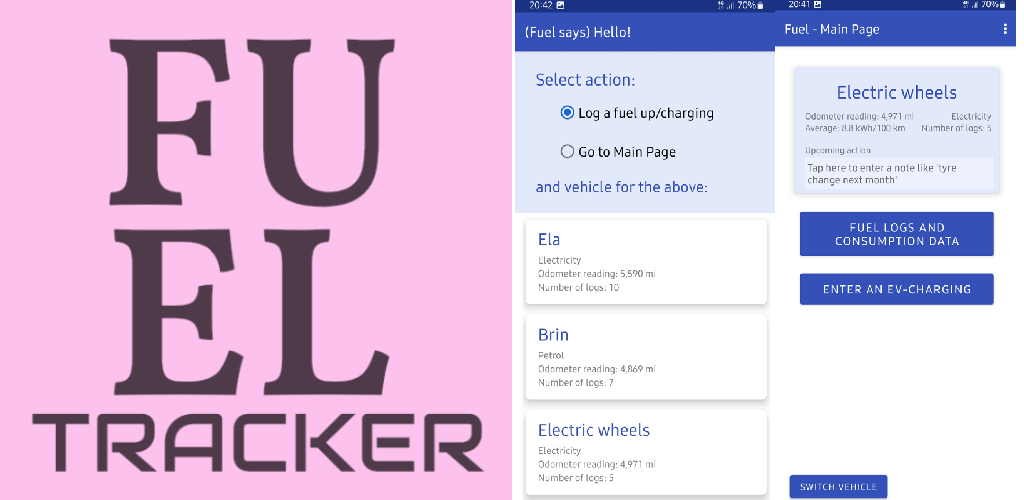 FU
EL
TRACKER
20:42
70%
(Fuel says) Hello!
Select action:
Log a fuel up/charging
Go to Main Page
and vehicle for the above:
Ela
Electricity
Odometer reading: 5,590 mi
Number of logs: 10
Brin
Petrol
Odometer reading: 4,869 mi
Number of logs: 7
Electric wheels
Electricity
Odometer reading: 4,971 mi
Number of logs: 5
20:41
70%
Fuel - Main Page
Electric wheels
Odometer reading: 4,971 mi Electricity
Average: 8.8 kWh/100 km Number of logs: 5
Upcoming action
Tap here to enter a note like 'tyre
change next month'
FUEL LOGS AND
CONSUMPTION DATA
ENTER AN EV-CHARGING
SWITCH VEHICLE